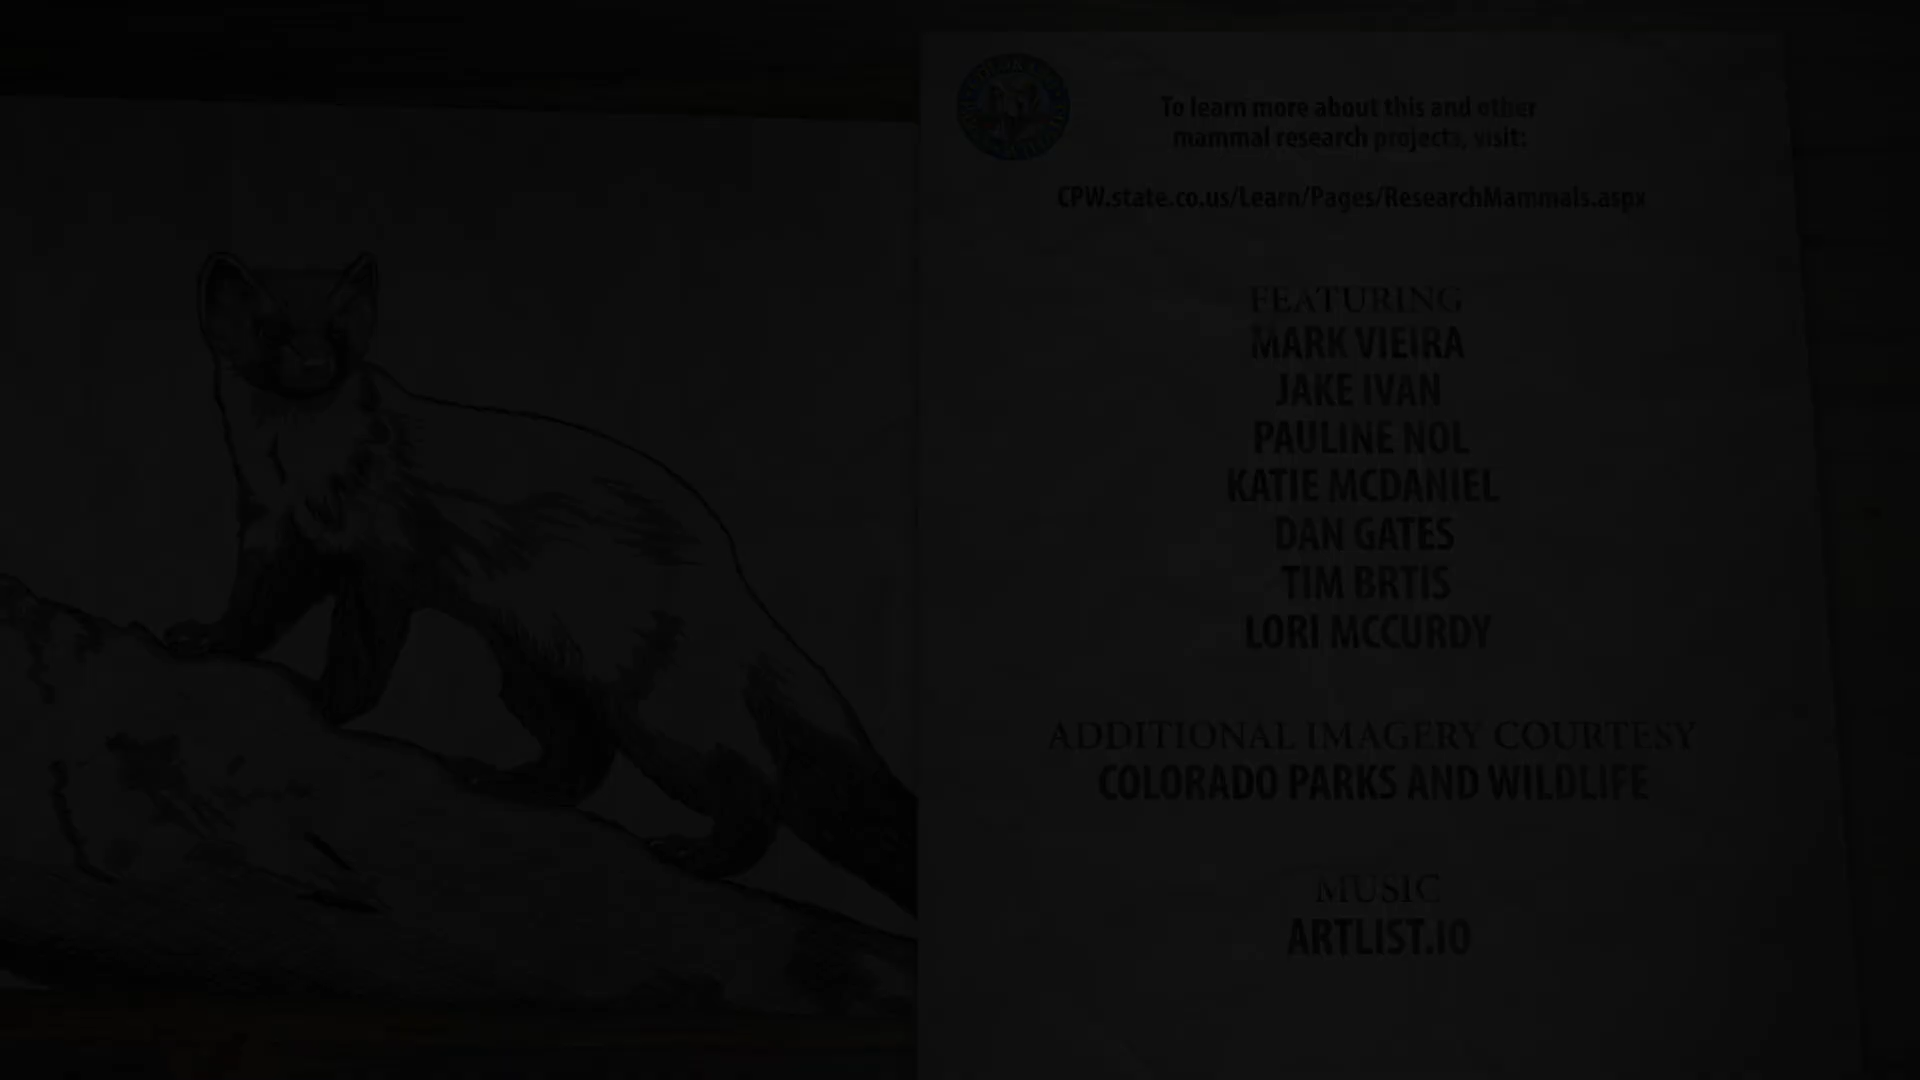 To learn more about this and other
mammal research projects, visit:
CPW.state.co.us/Learn/Pages/ResearchMammals.aspx
FEATURING
MARK VIEIRA
JAKE IVAN
PAULINE NOL
KATIE MCDANIEL
DAN GATES
TIM BRTIS
LORI MCCURDY
ADDITIONAL IMAGERY COURTESY
COLORADO PARKS AND WILDLIFE
MUSIC
ARTLIST.IO